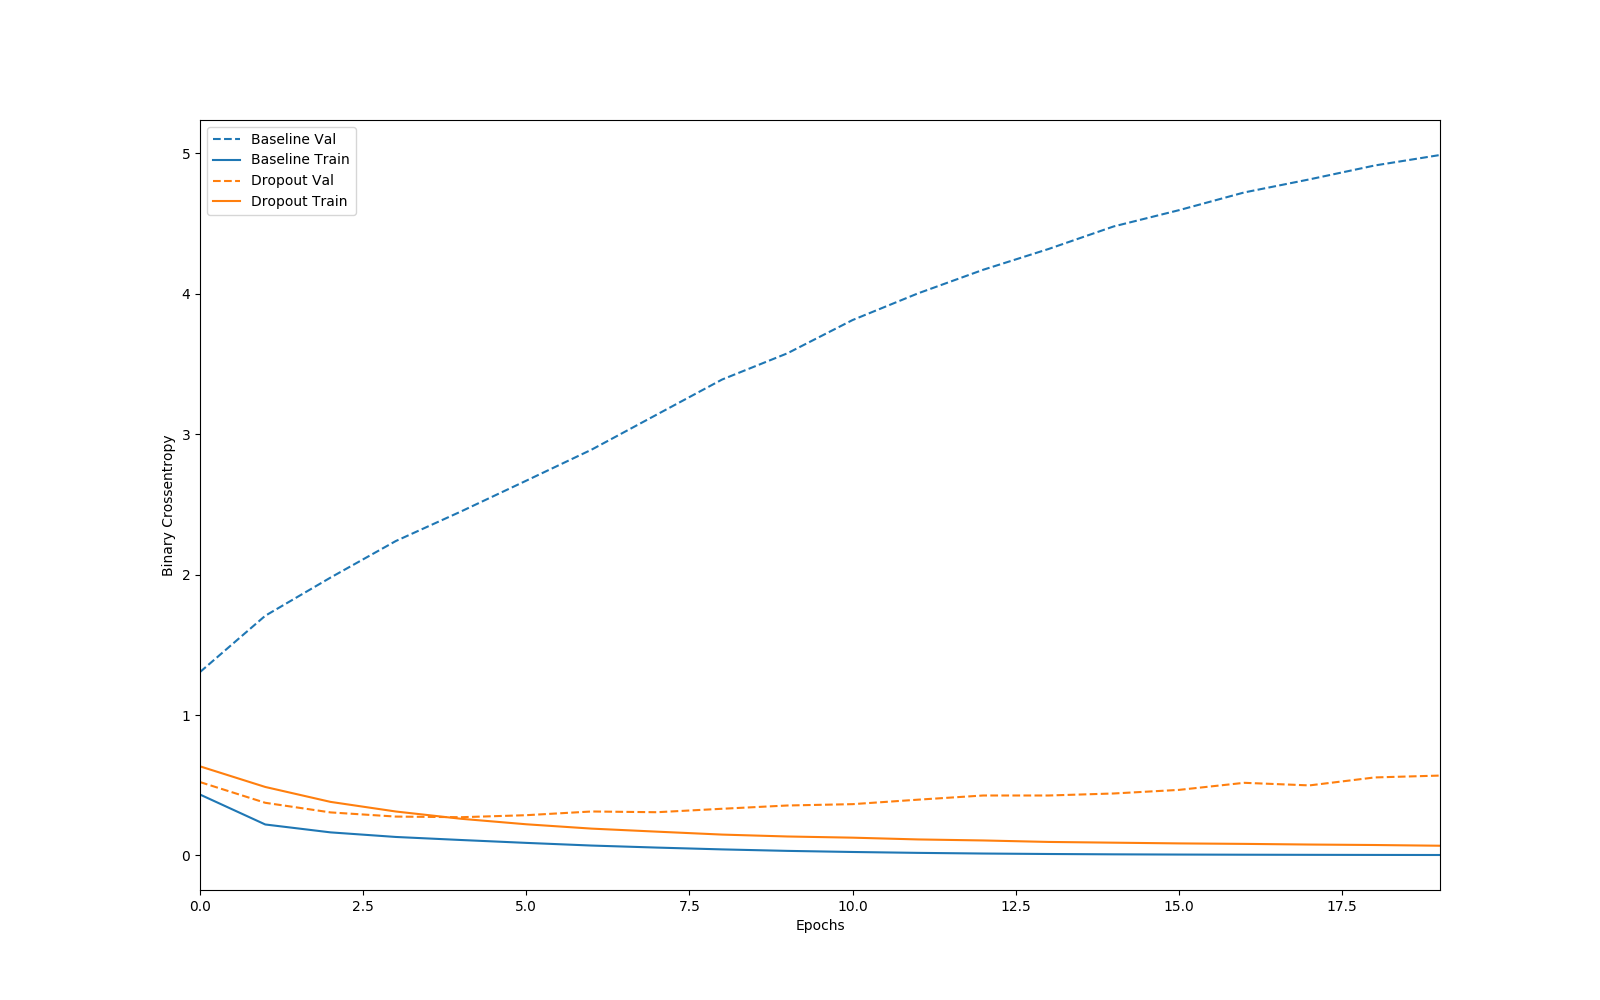 Baseline Val
Baseline Train
Dropout Val
Dropout Train
5
4
3
2
1
0
Binary Crossentropy
0.0 2.5 5.0 7.5 10.0 12.5 15.0 17.5
Epochs